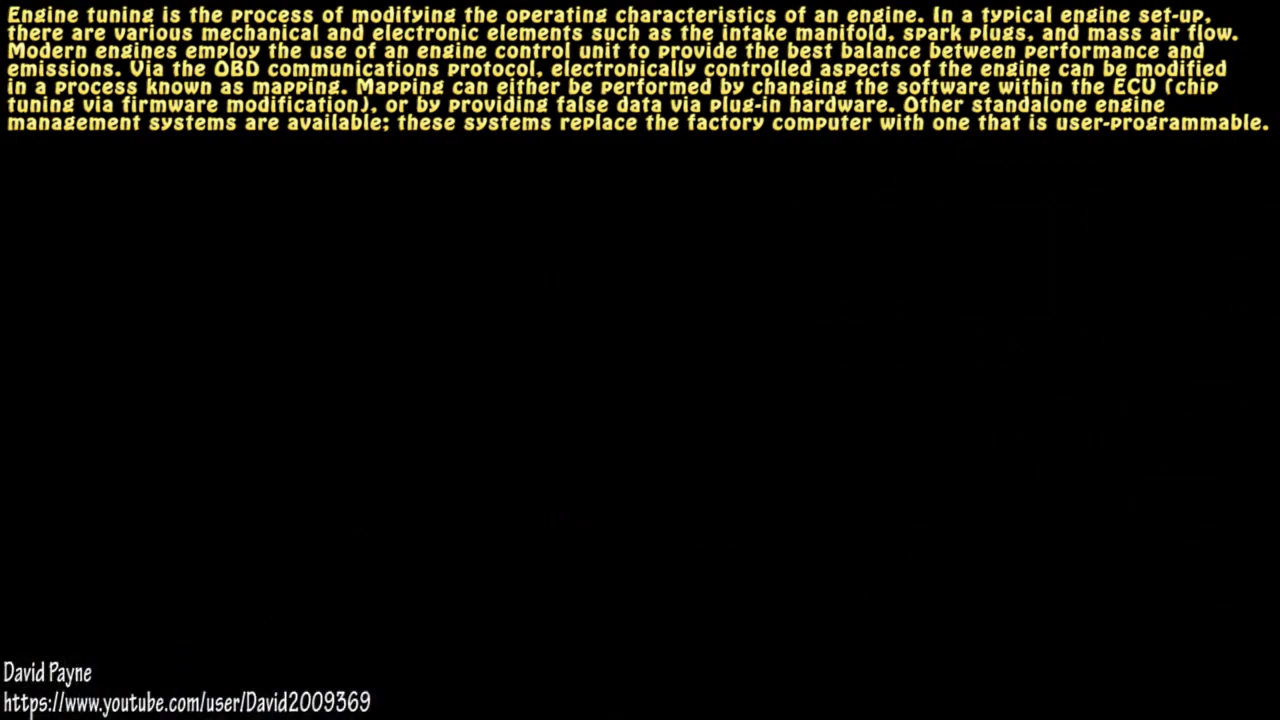 Engine tuning is the process of modifying the operating characteristics of an engine. In a typical engine set-up,
there are various mechanical and electronic elements such as the intake manifold, spark plugs, and mass air flow.
Modern engines employ the use of an engine control unit to provide the best balance between performance and
emissions. Via the OBD communications protocol, electronically controlled aspects of the engine can be modified
in a process known as mapping. Mapping can either be performed by changing the software within the ECU (chip
tuning via firmware modification), or by providing false data via plug-in hardware. Other standalone engine
management systems are available; these systems replace the factory computer with one that is user-programmable.
David Payne
https://www.youtube.com/user/David2009369